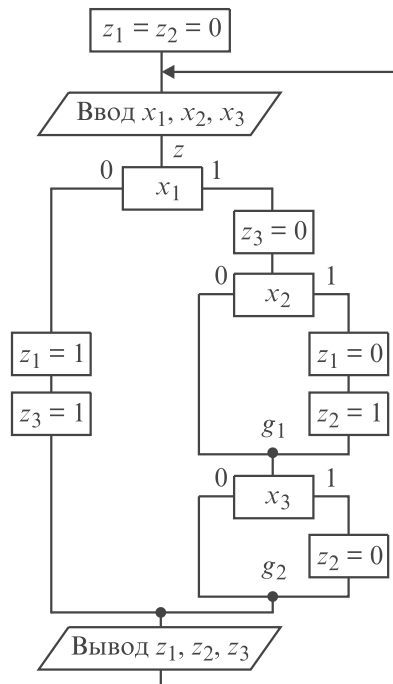 z₁ = z₂ = 0
Ввод x₁, x₂, x₃
z
0 x₁ 1
z₃ = 0
0 x₂ 1
z₁ = 1 z₁ = 0
z₃ = 1 z₂ = 1
g₁
0 x₃ 1
z₂ = 0
g₂
Вывод z₁, z₂, z₃